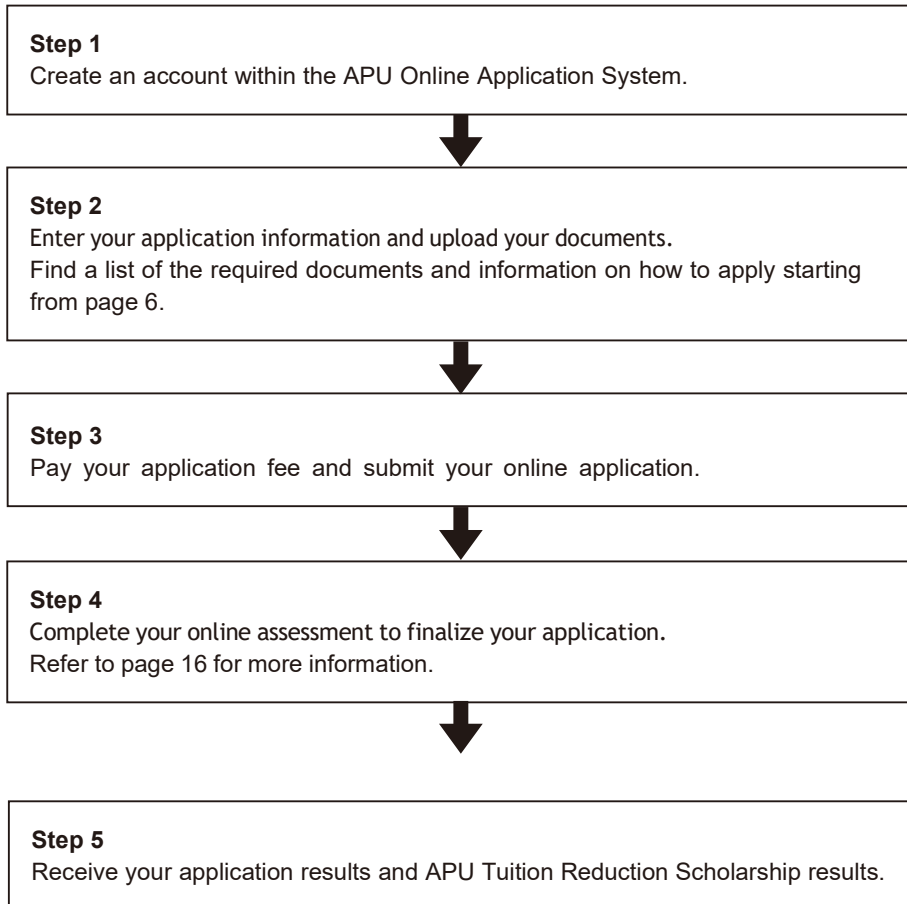 Step 1
Create an account within the APU Online Application System.
Step 2
Enter your application information and upload your documents.
Find a list of the required documents and information on how to apply starting
from page 6.
Step 3
Pay your application fee and submit your online application.
Step 4
Complete your online assessment to finalize your application.
Refer to page 16 for more information.
Step 5
Receive your application results and APU Tuition Reduction Scholarship results.